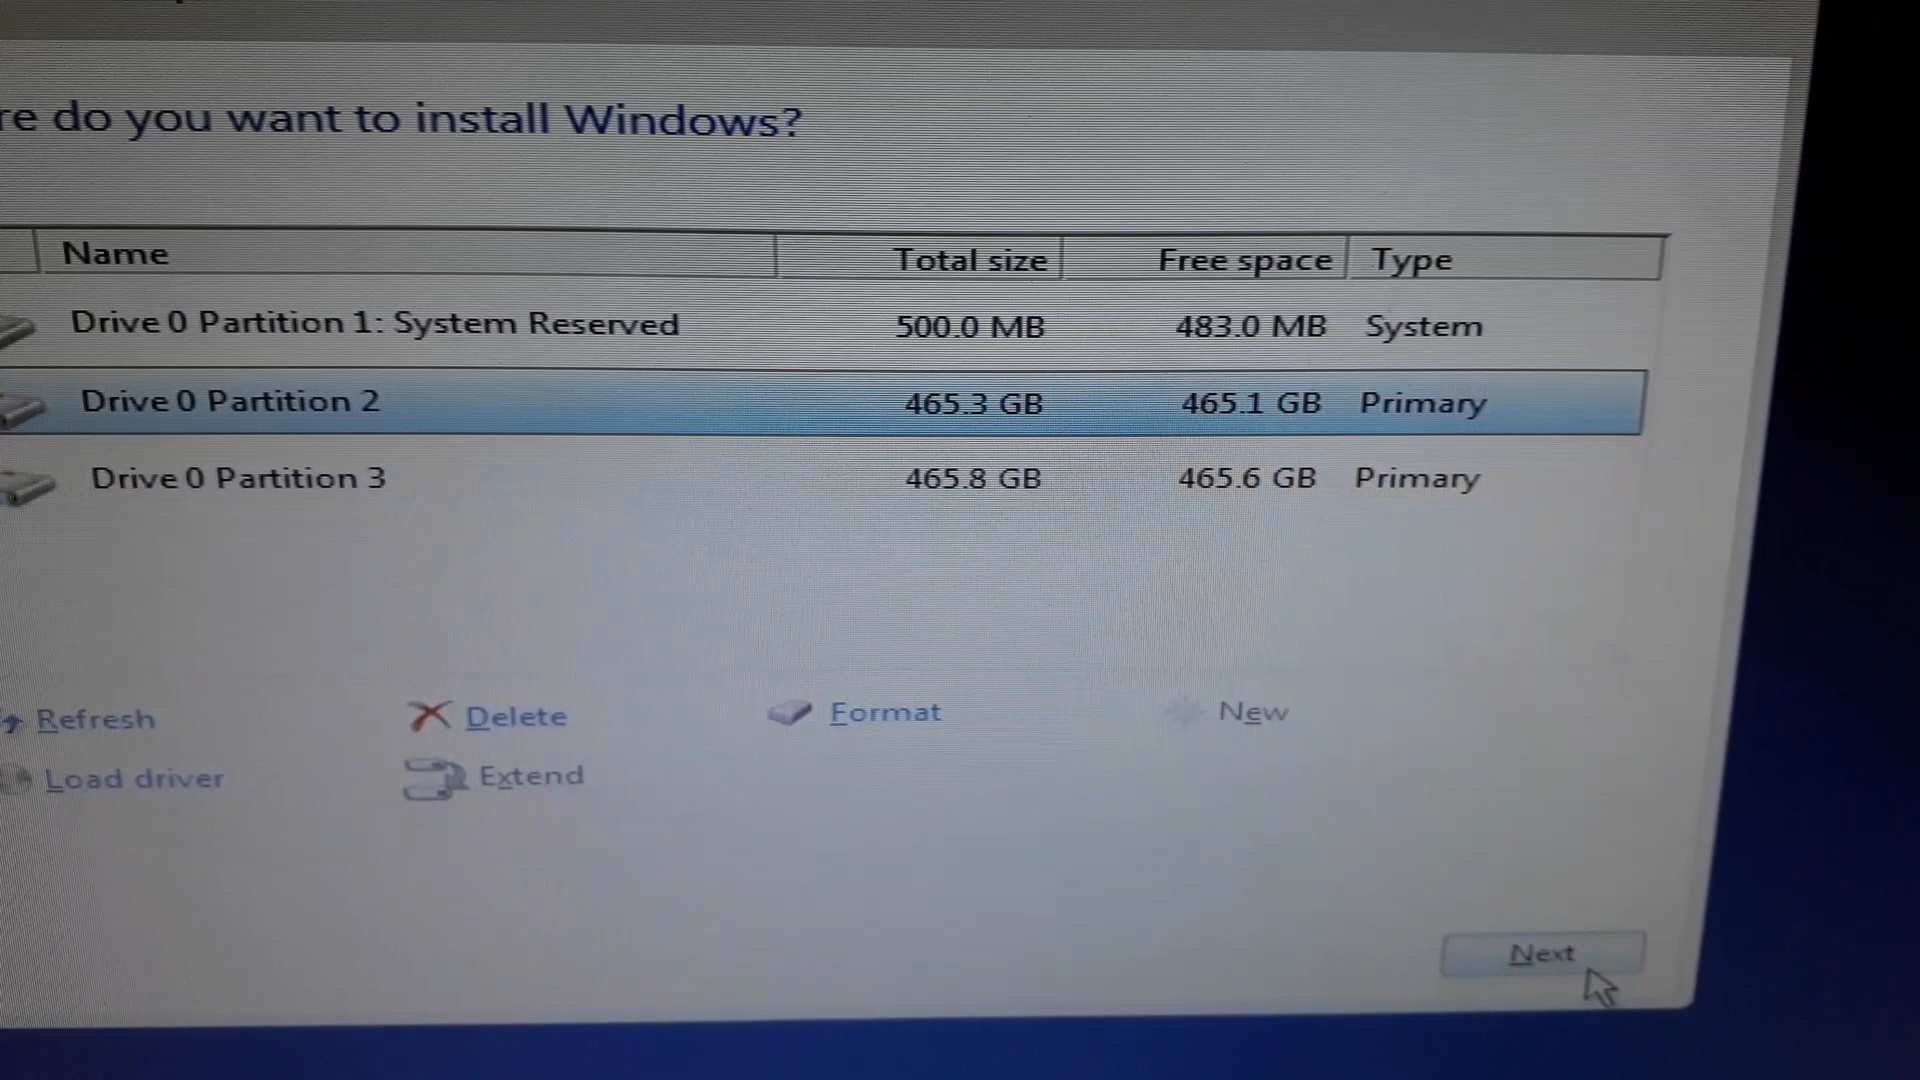 re do you want to install Windows?
Name Total size Free space Type
Drive 0 Partition 1: System Reserved 500.0 MB 483.0 MB System
Drive 0 Partition 2 465.3 GB 465.1 GB Primary
Drive 0 Partition 3 465.8 GB 465.6 GB Primary
Refresh Delete Format New
Load driver Extend
Next